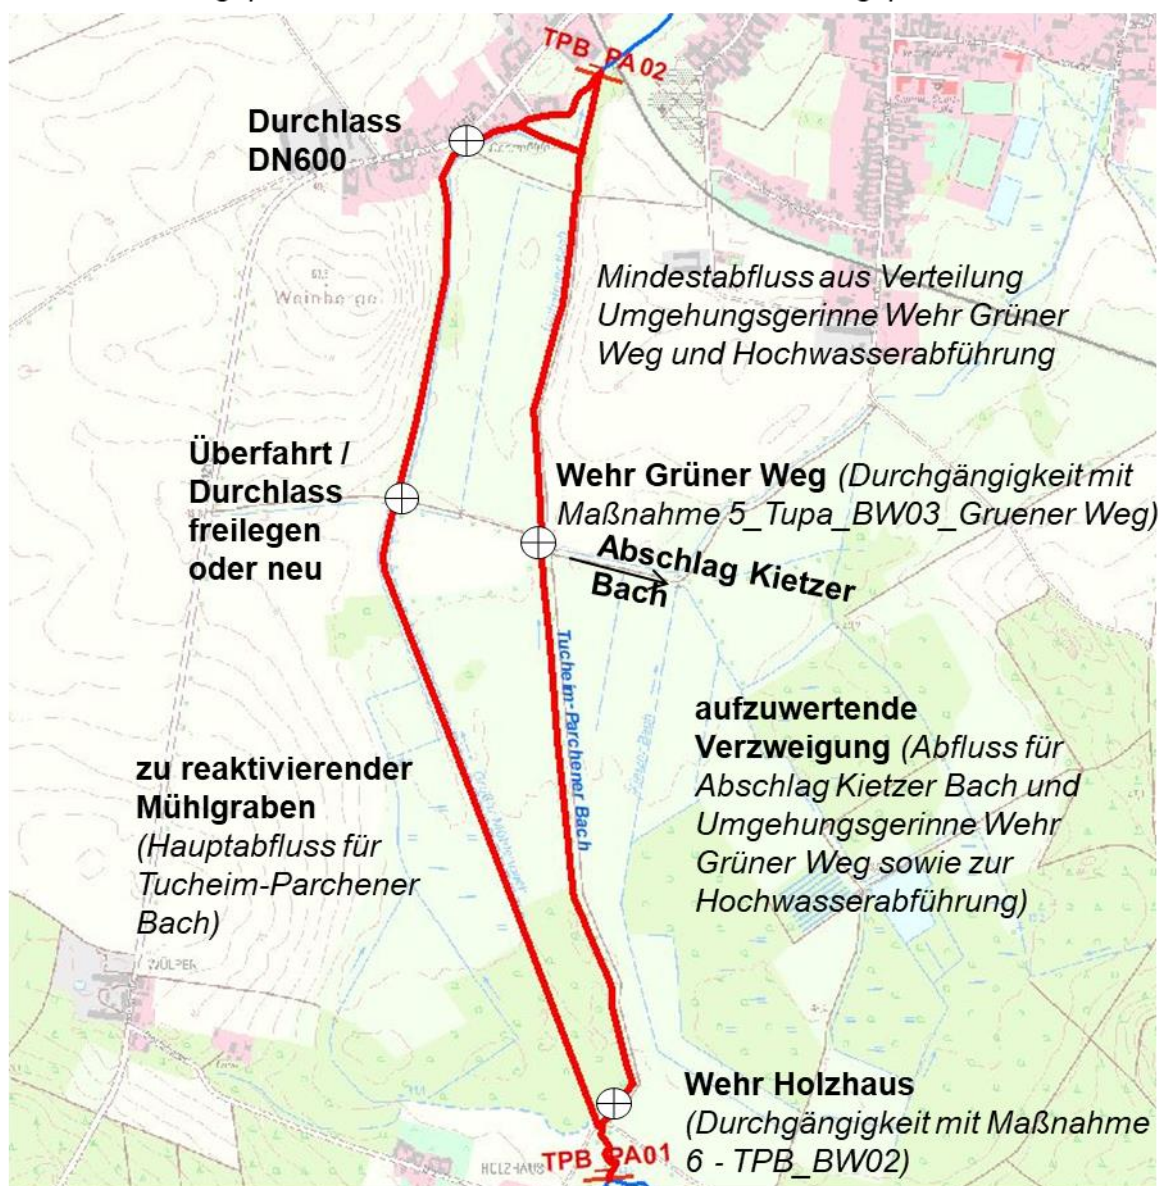 TPB_PA02
Durchlass
DN600
Mindestabfluss aus Verteilung
Umgehungsgerinne Wehr Grüner
Weg und Hochwasserabführung
Weinberge
Überfahrt /
Durchlass
freilegen
oder neu
Wehr Grüner Weg (Durchgängigkeit mit
Maßnahme 5_Tupa_BW03_Gruener Weg)
Abschlag Kietzer
Bach
Tucheim-Parchener Bach
aufzuwertende
Verzweigung (Abfluss für
Abschlag Kietzer Bach und
Umgehungsgerinne Wehr
Grüner Weg sowie zur
Hochwasserabführung)
zu reaktivierender
Mühlgraben
(Hauptabfluss für
Tucheim-Parchener
Bach)
WÜLPEN
Wehr Holzhaus
(Durchgängigkeit mit Maßnahme
6 - TPB_BW02)
HOLZHAUS
TPB_PA01